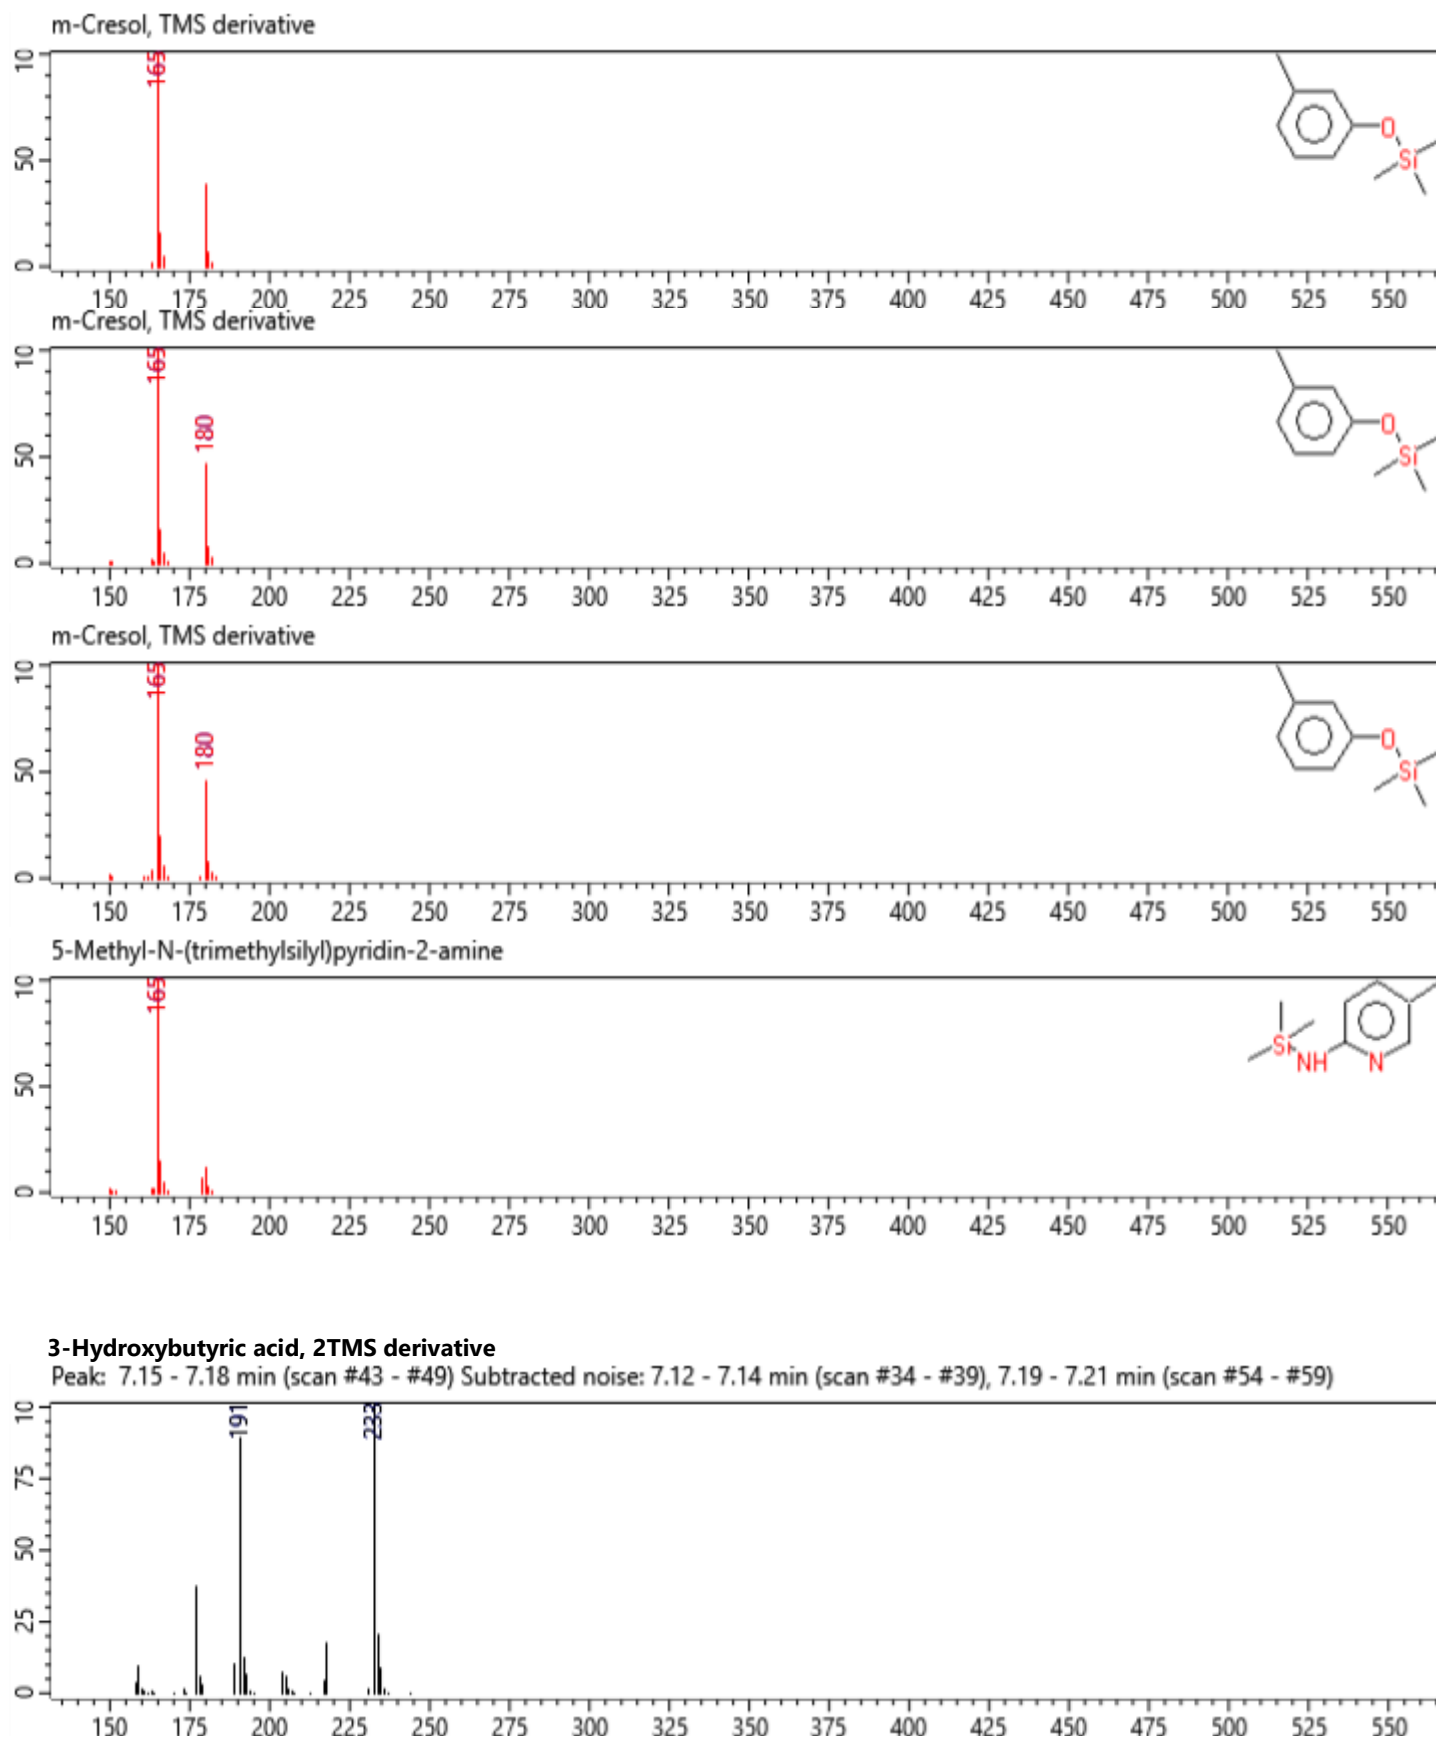 m-Cresol, TMS derivative
10
165
50
0
O
Si
150 175 200 225 250 275 300 325 350 375 400 425 450 475 500 525 550
m-Cresol, TMS derivative
10
165
180
50
0
O
Si
150 175 200 225 250 275 300 325 350 375 400 425 450 475 500 525 550
m-Cresol, TMS derivative
10
165
180
50
0
O
Si
150 175 200 225 250 275 300 325 350 375 400 425 450 475 500 525 550
5-Methyl-N-(trimethylsilyl)pyridin-2-amine
10
165
50
0
Si
NH
N
150 175 200 225 250 275 300 325 350 375 400 425 450 475 500 525 550
3-Hydroxybutyric acid, 2TMS derivative
Peak: 7.15 - 7.18 min (scan #43 - #49) Subtracted noise: 7.12 - 7.14 min (scan #34 - #39), 7.19 - 7.21 min (scan #54 - #59)
10
191
233
75
50
25
0
150 175 200 225 250 275 300 325 350 375 400 425 450 475 500 525 550